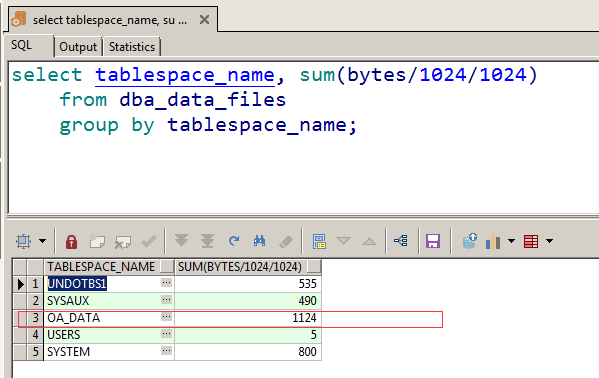 select tablespace_name, su ...
SQL Output Statistics
select tablespace_name, sum(bytes/1024/1024)
from dba_data_files
group by tablespace_name;
TABLESPACE_NAME SUM(BYTES/1024/1024)
1 UNDOTBS1 ... 535
2 SYSAUX ... 490
3 OA_DATA ... 1124
4 USERS ... 5
5 SYSTEM ... 800